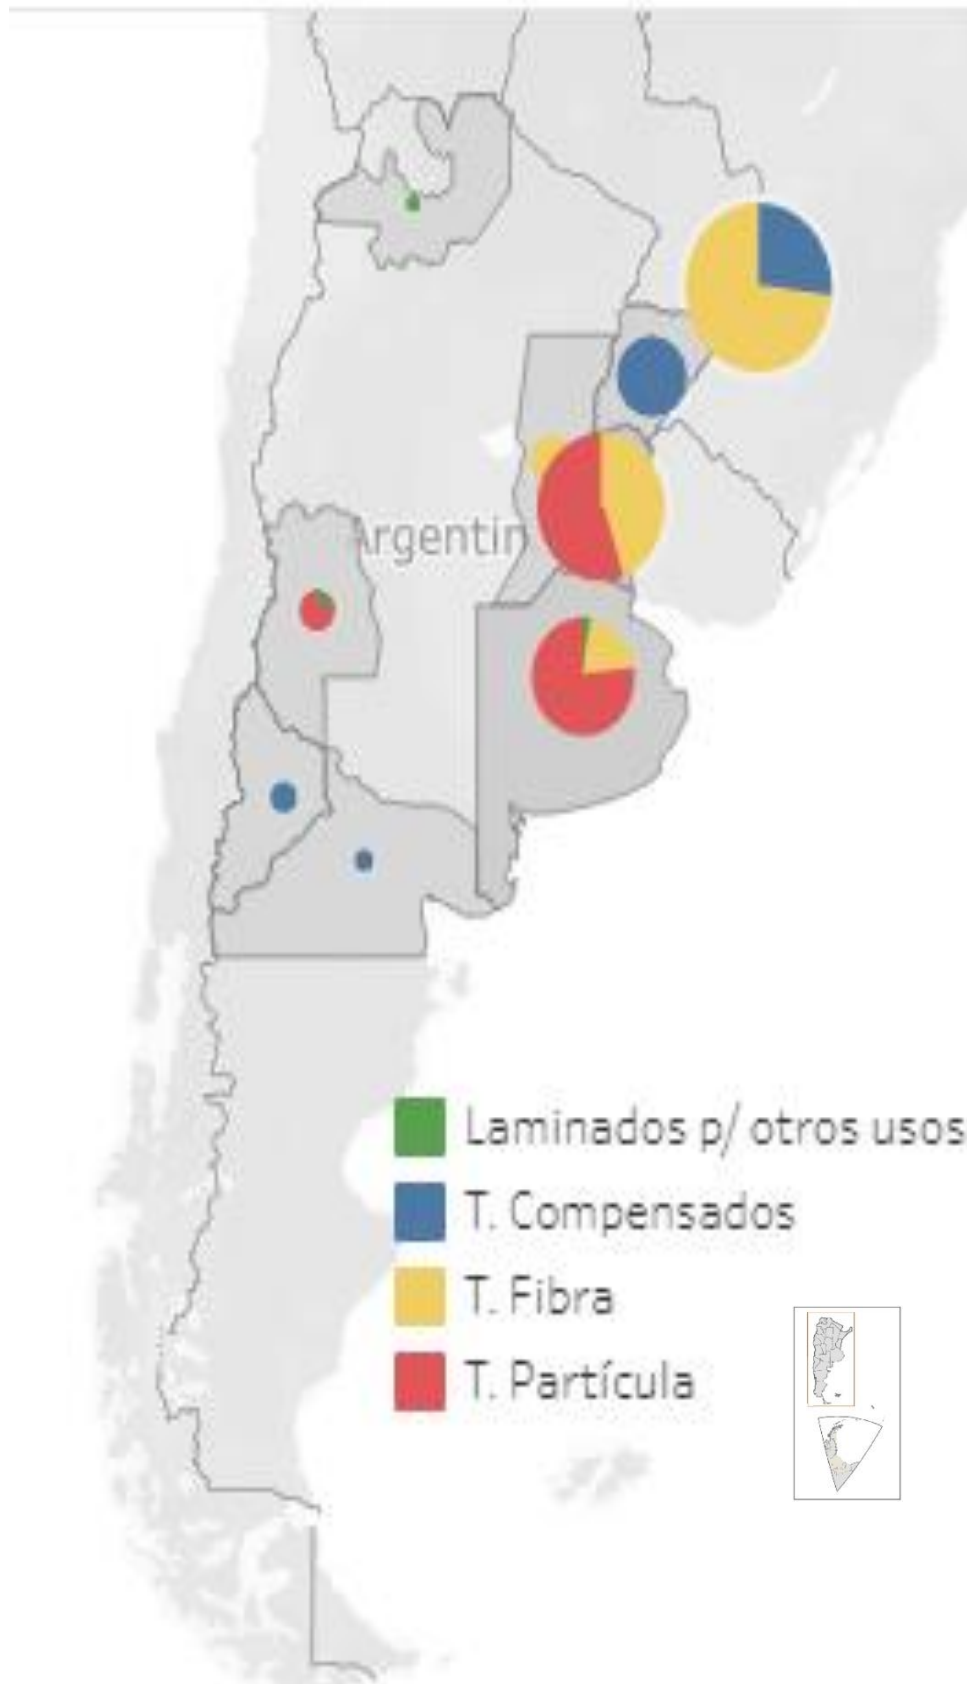 Argentin
Laminados p/ otros usos
T. Compensados
T. Fibra
T. Partícula